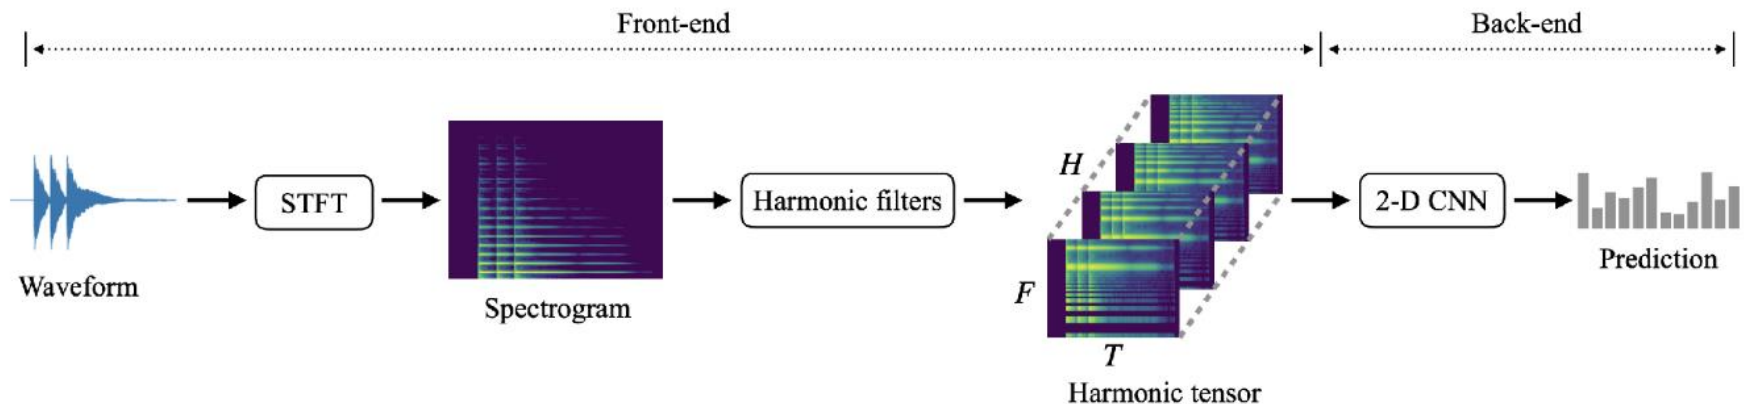 Front-end
Back-end
H
STFT
Harmonic filters
2-D CNN
Waveform
Spectrogram
F
Prediction
T
Harmonic tensor